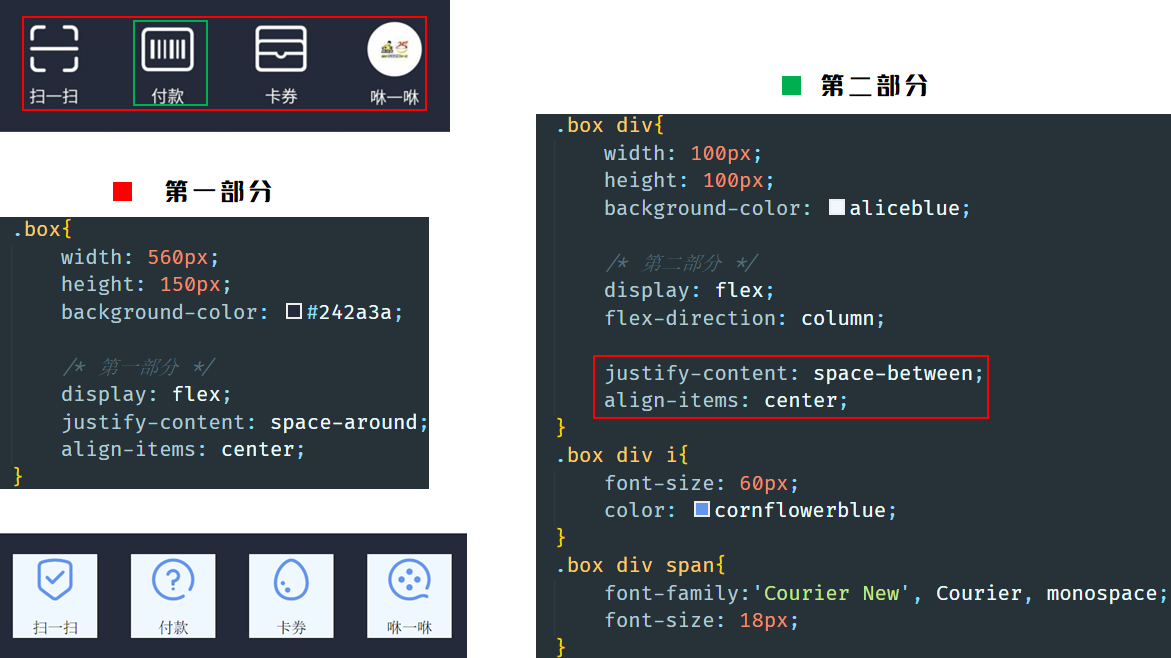 扫一扫 付款 卡券 咻一咻
第一部分
.box{
width: 560px;
height: 150px;
background-color: #242a3a;
/* 第一部分 */
display: flex;
justify-content: space-around;
align-items: center;
}
扫一扫 付款 卡券 咻一咻
第二部分
.box div{
width: 100px;
height: 100px;
background-color: aliceblue;
/* 第二部分 */
display: flex;
flex-direction: column;
justify-content: space-between;
align-items: center;
}
.box div i{
font-size: 60px;
color: cornflowerblue;
}
.box div span{
font-family:'Courier New', Courier, monospace;
font-size: 18px;
}